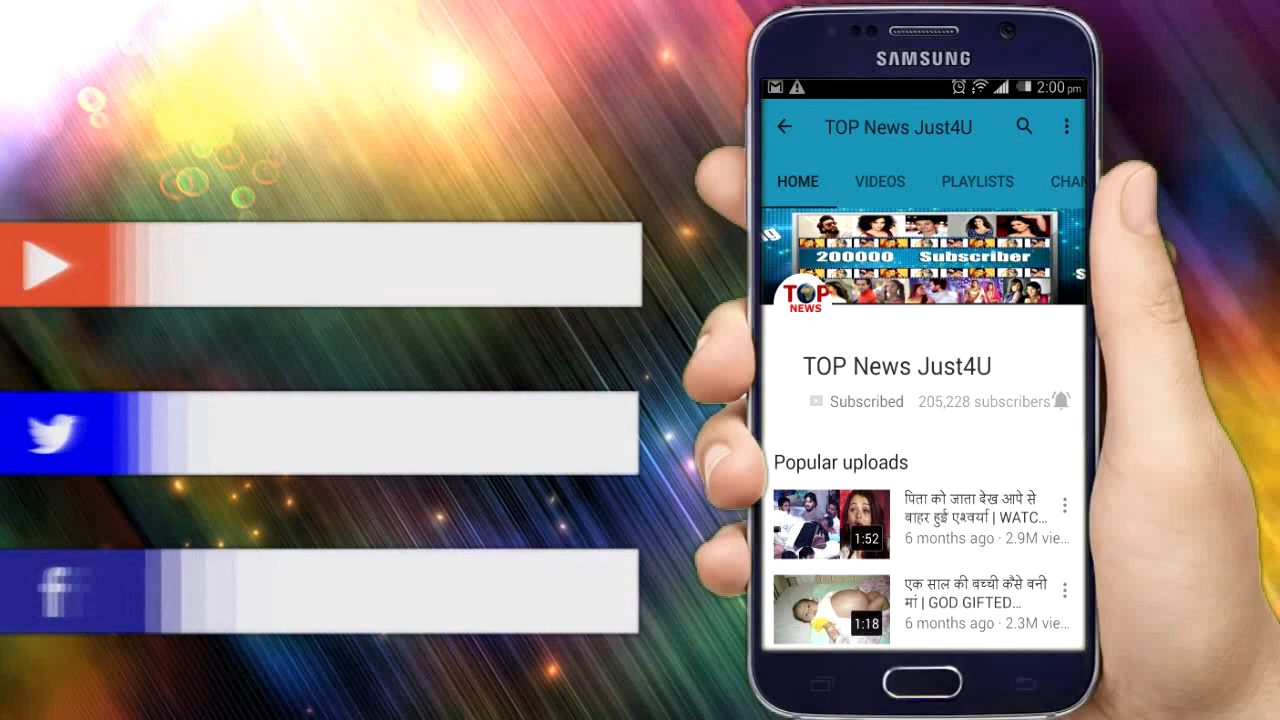 SAMSUNG
2:00 pm
TOP News Just4U
HOME VIDEOS PLAYLISTS CHAN
200000 Subscriber
TOP
NEWS
TOP News Just4U
Subscribed 205,228 subscribers
Popular uploads
पिता को जाता देख आपे से
बाहर हुई एश्वर्या | WATC...
6 months ago · 2.9M vie...
1:52
एक साल की बच्ची कैसे बनी
मां | GOD GIFTED...
6 months ago · 2.3M vie...
1:18